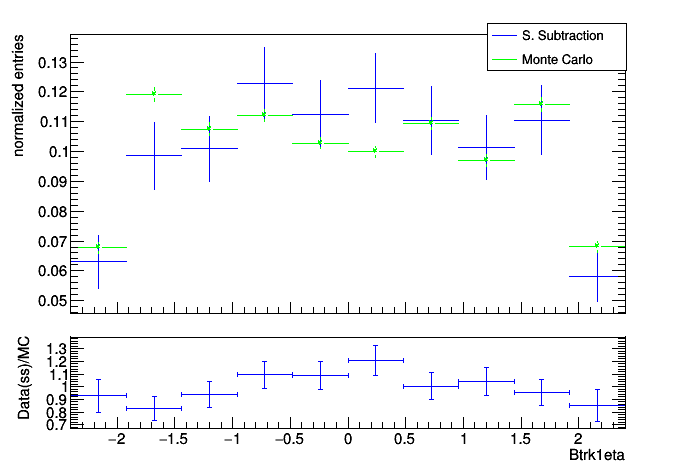 S. Subtraction
Monte Carlo
normalized entries
0.13
0.12
0.11
0.1
0.09
0.08
0.07
0.06
0.05
Data(ss)/MC
1.3
1.2
1.1
1
0.9
0.8
0.7
−2 −1.5 −1 −0.5 0 0.5 1 1.5 2
Btrk1eta